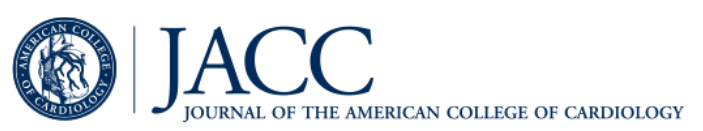 AMERICAN COLLEGE
OF CARDIOLOGY
JACC
JOURNAL OF THE AMERICAN COLLEGE OF CARDIOLOGY